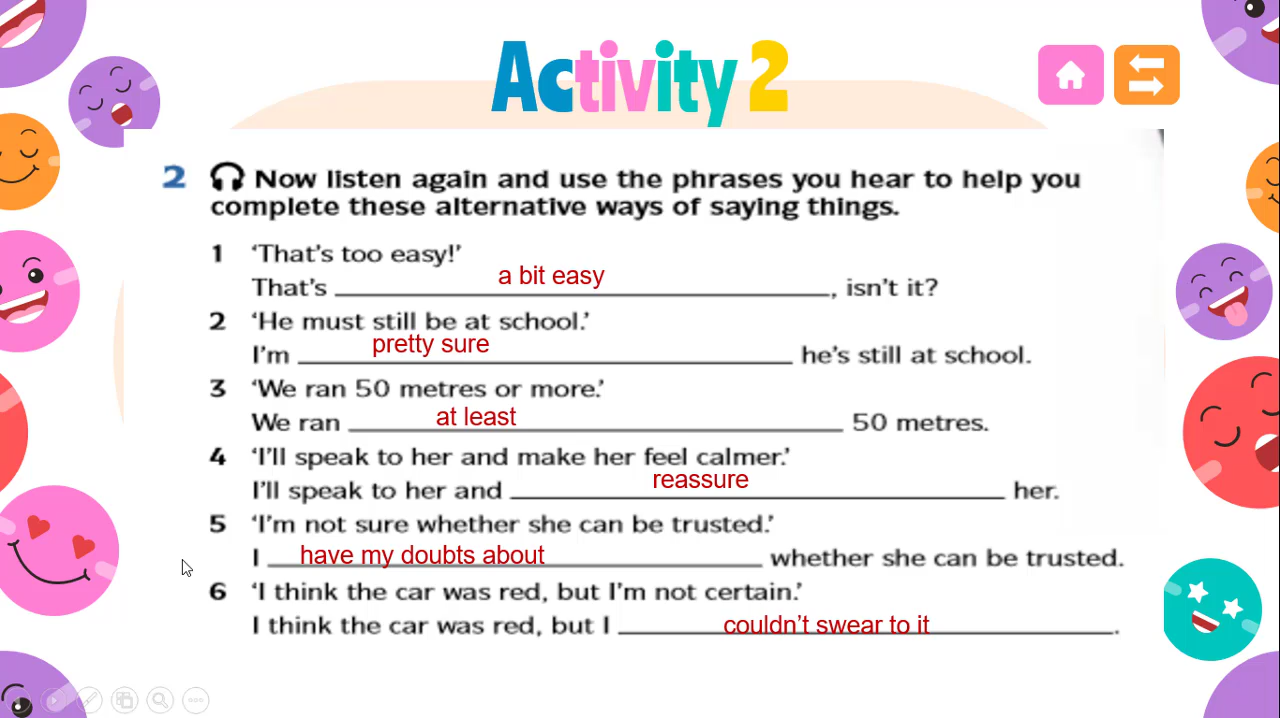 Activity 2
2 Now listen again and use the phrases you hear to help you
complete these alternative ways of saying things.
1 ‘That’s too easy!’
That’s a bit easy, isn’t it?
2 ‘He must still be at school.’
I’m pretty sure he’s still at school.
3 ‘We ran 50 metres or more.’
We ran at least 50 metres.
4 ‘I’ll speak to her and make her feel calmer.’
I’ll speak to her and reassure her.
5 ‘I’m not sure whether she can be trusted.’
I have my doubts about whether she can be trusted.
6 ‘I think the car was red, but I’m not certain.’
I think the car was red, but I couldn’t swear to it.